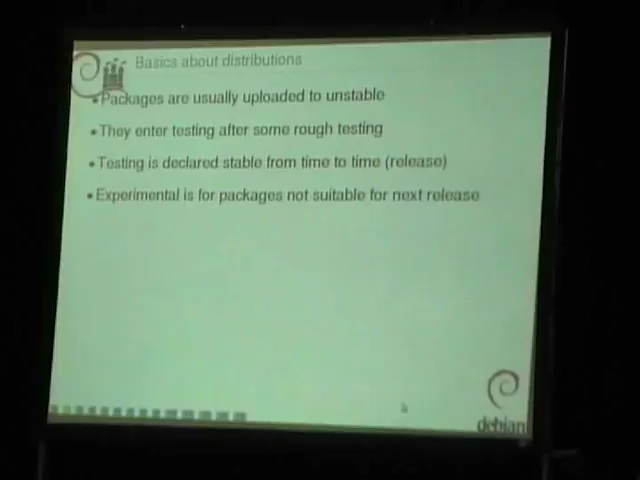 Basics about distributions
Packages are usually uploaded to unstable
They enter testing after some rough testing
Testing is declared stable from time to time (release)
Experimental is for packages not suitable for next release
debian